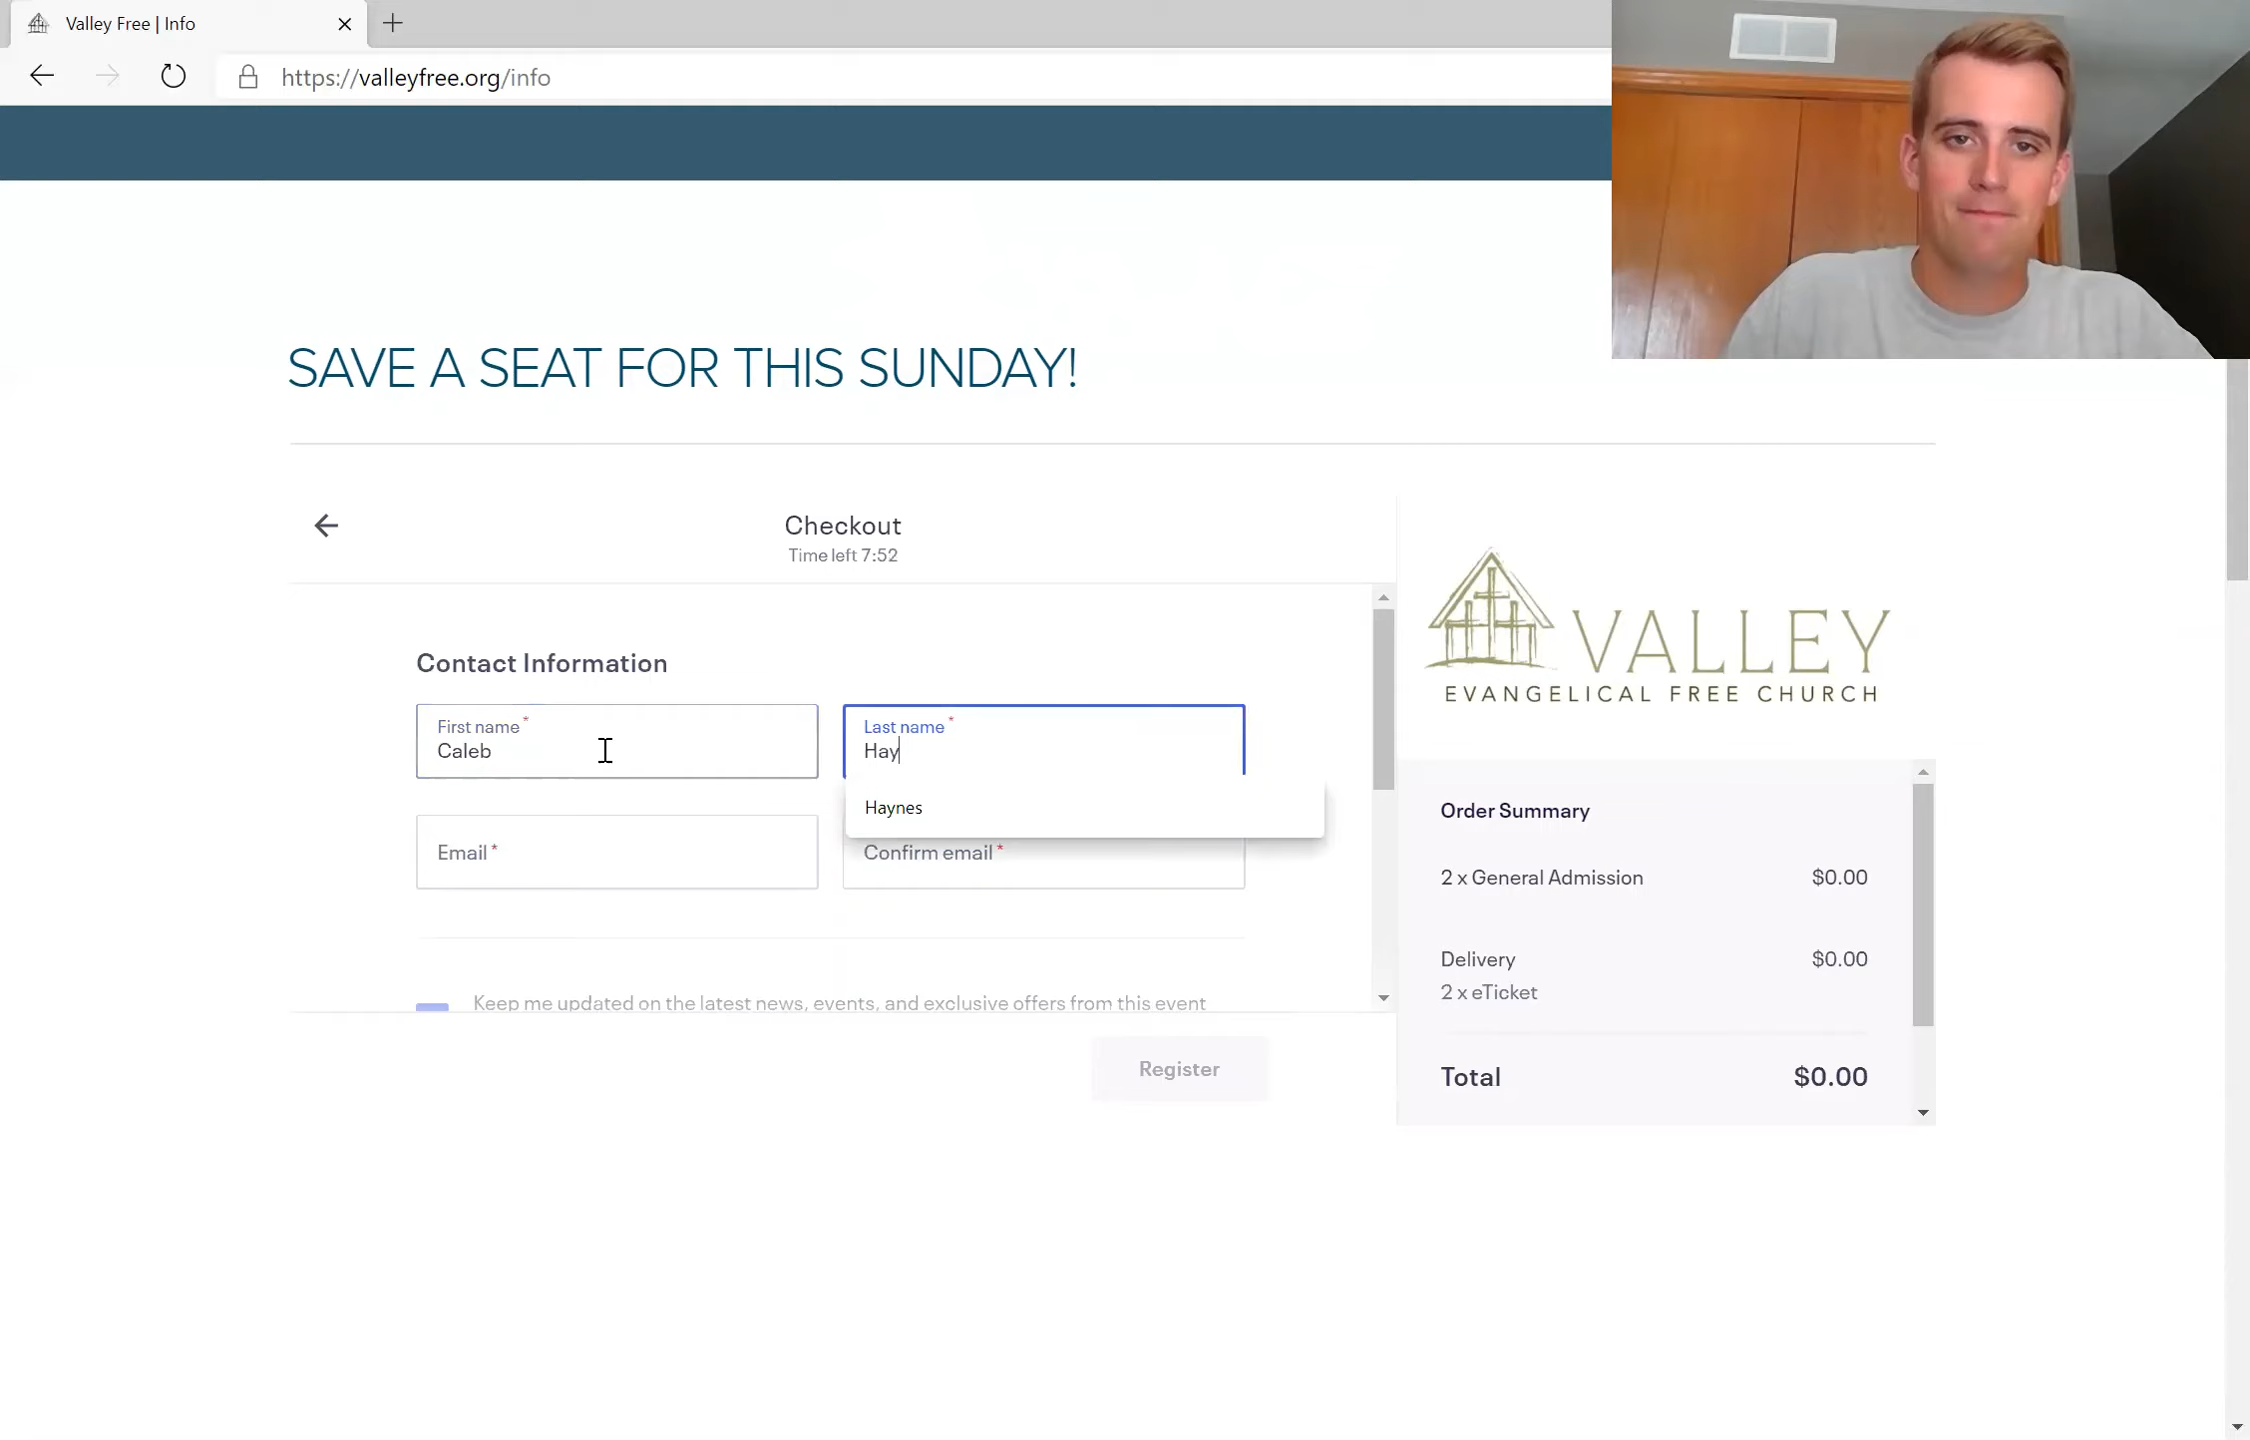 Valley Free | Info
https://valleyfree.org/info
SAVE A SEAT FOR THIS SUNDAY!
Checkout
Time left 7:52
Contact Information
First name *
Caleb
Last name *
Hay
Haynes
Email *
Confirm email *
Keep me updated on the latest news, events, and exclusive offers from this event
Register
VALLEY
EVANGELICAL FREE CHURCH
Order Summary
2 x General Admission $0.00
Delivery $0.00
2 x eTicket
Total $0.00